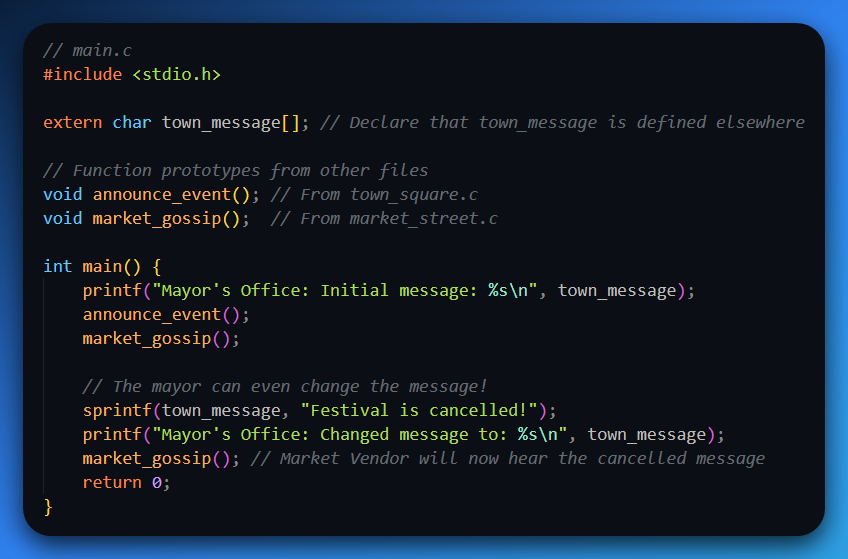 // main.c
#include <stdio.h>
extern char town_message[]; // Declare that town_message is defined elsewhere
// Function prototypes from other files
void announce_event(); // From town_square.c
void market_gossip();  // From market_street.c
int main() {
    printf("Mayor's Office: Initial message: %s\n", town_message);
    announce_event();
    market_gossip();
    // The mayor can even change the message!
    sprintf(town_message, "Festival is cancelled!");
    printf("Mayor's Office: Changed message to: %s\n", town_message);
    market_gossip(); // Market Vendor will now hear the cancelled message
    return 0;
}